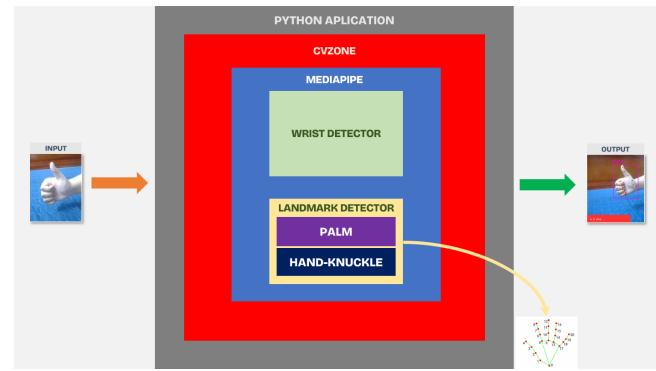 PYTHON APLICATION
CVZONE
MEDIAPIPE
WRIST DETECTOR
INPUT
OUTPUT
LANDMARK DETECTOR
PALM
HAND-KNUCKLE